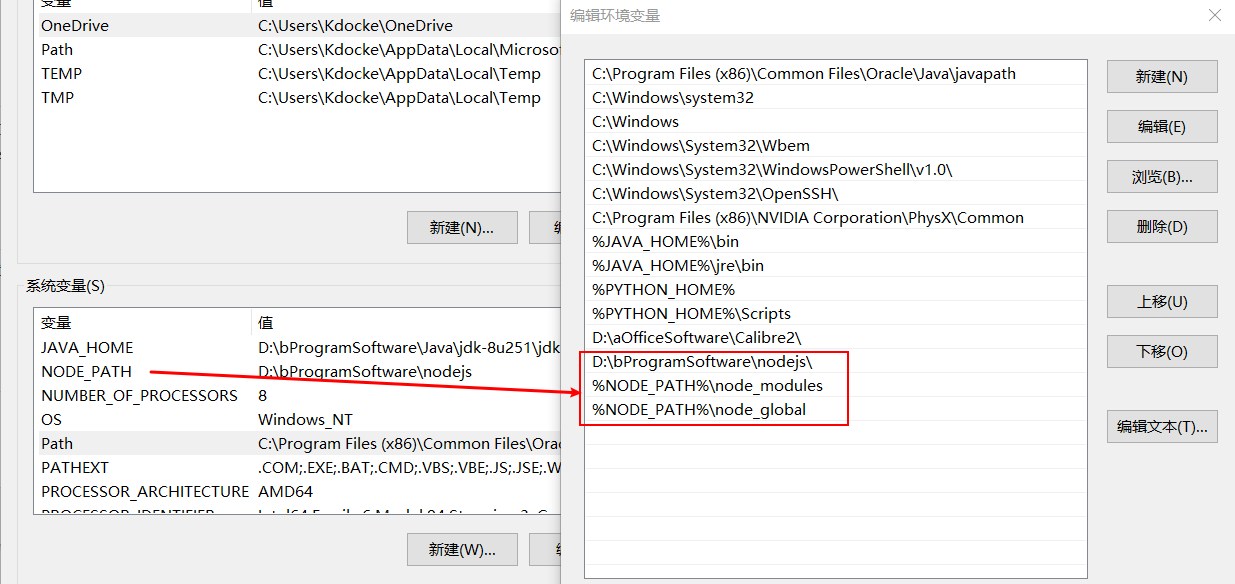 变量 值
OneDrive C:\Users\Kdocke\OneDrive
Path C:\Users\Kdocke\AppData\Local\Microsof
TEMP C:\Users\Kdocke\AppData\Local\Temp
TMP C:\Users\Kdocke\AppData\Local\Temp
新建(N)...
系统变量(S)
变量 值
JAVA_HOME D:\bProgramSoftware\Java\jdk-8u251\jdk
NODE_PATH D:\bProgramSoftware\nodejs
NUMBER_OF_PROCESSORS 8
OS Windows_NT
Path C:\Program Files (x86)\Common Files\Orac
PATHEXT .COM;.EXE;.BAT;.CMD;.VBS;.VBE;.JS;.JSE;.W
PROCESSOR_ARCHITECTURE AMD64
PROCESSOR_IDENTIFIER
新建(W)...
编辑环境变量
C:\Program Files (x86)\Common Files\Oracle\Java\javapath
C:\Windows\system32
C:\Windows
C:\Windows\System32\Wbem
C:\Windows\System32\WindowsPowerShell\v1.0\
C:\Windows\System32\OpenSSH\
C:\Program Files (x86)\NVIDIA Corporation\PhysX\Common
%JAVA_HOME%\bin
%JAVA_HOME%\jre\bin
%PYTHON_HOME%
%PYTHON_HOME%\Scripts
D:\aOfficeSoftware\Calibre2\
D:\bProgramSoftware\nodejs\
%NODE_PATH%\node_modules
%NODE_PATH%\node_global
新建(N)
编辑(E)
浏览(B)...
删除(D)
上移(U)
下移(O)
编辑文本(T)...